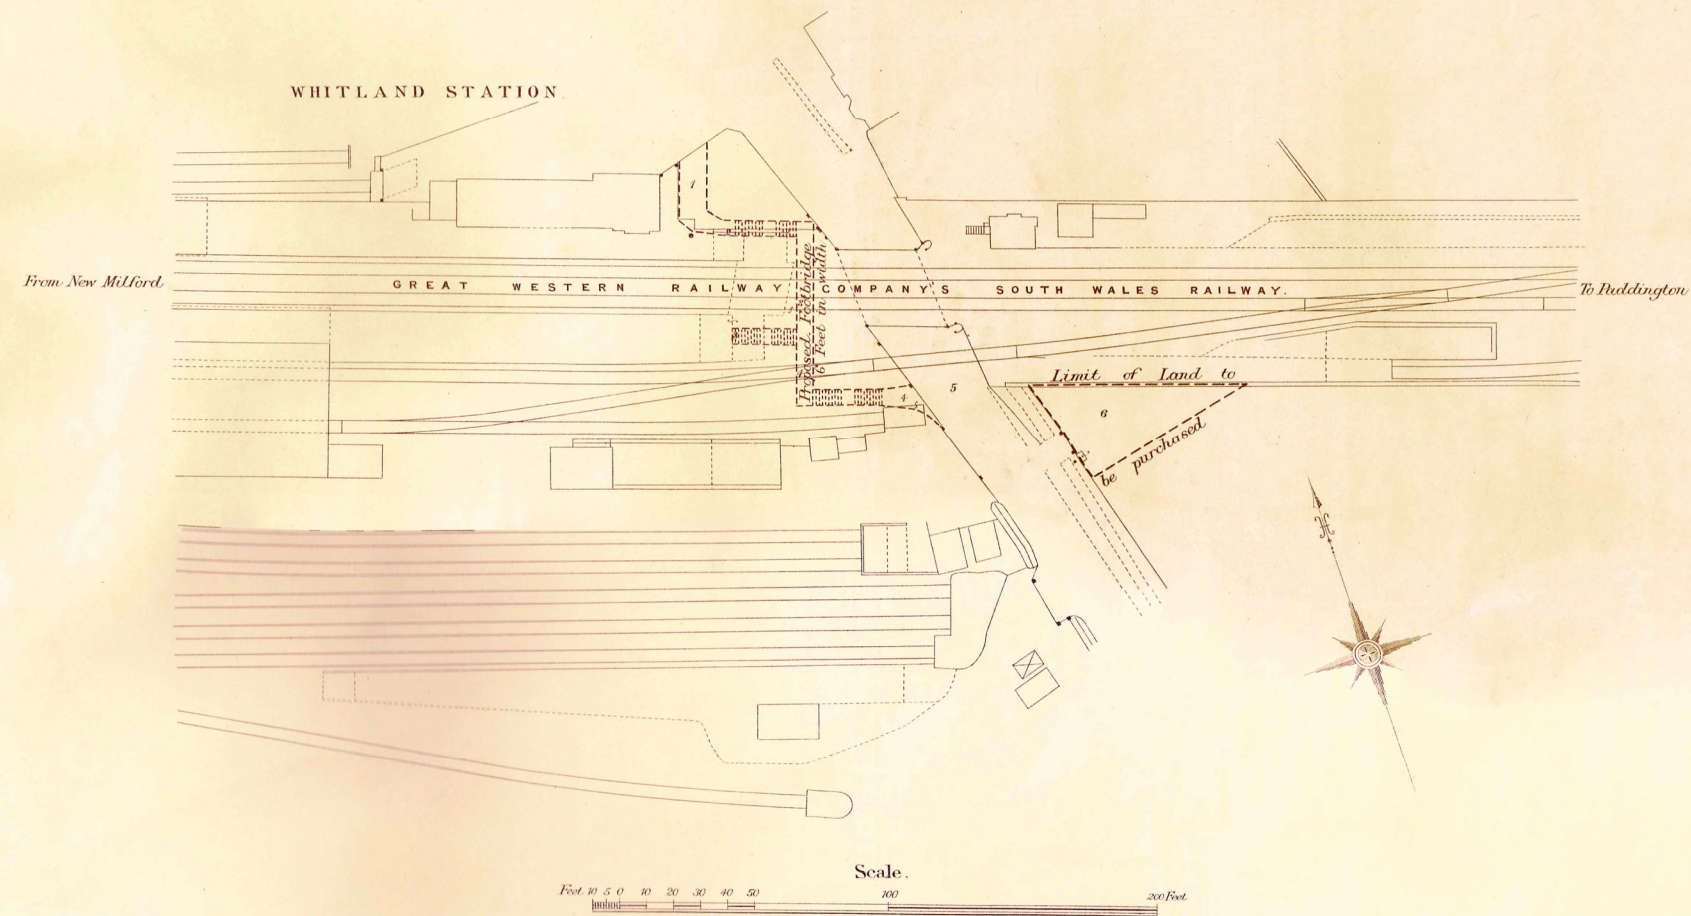 WHITLAND STATION.
1
From New Milford
GREAT WESTERN RAILWAY COMPANY'S SOUTH WALES RAILWAY.
To Paddington
Proposed Footbridge
6 Feet in width
Limit of Land to
be purchased
4
5
6
N
Scale.
Feet 10 5 0 10 20 30 40 50 100 200 Feet